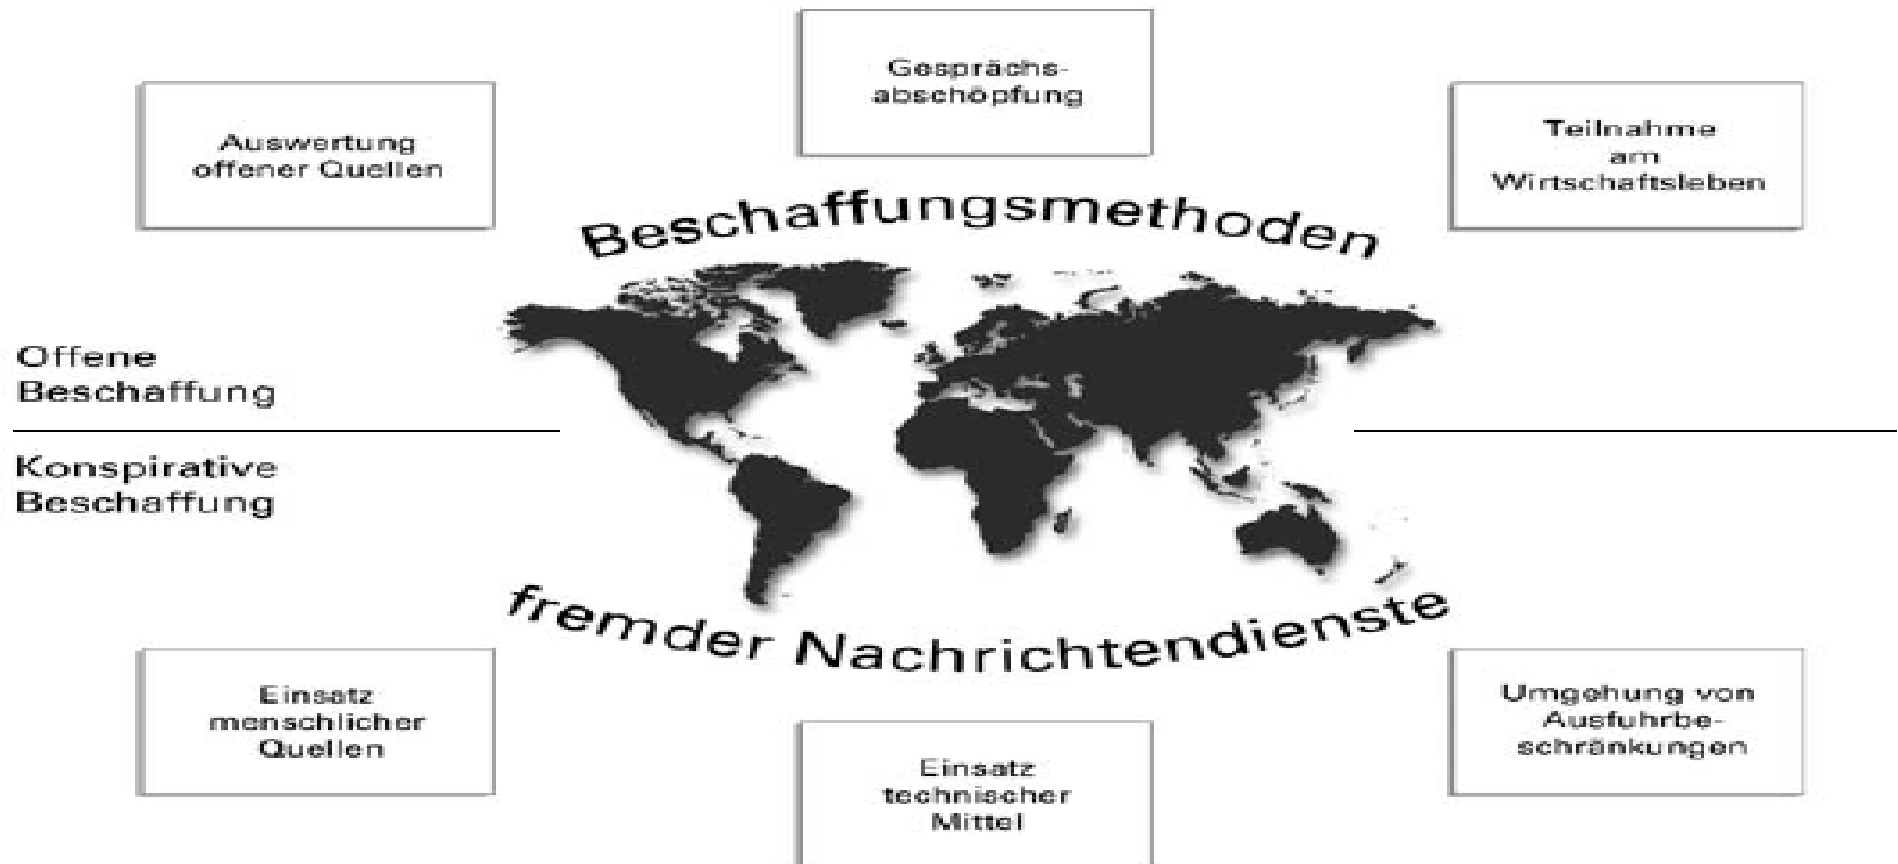 Gesprächs-
abschöpfung
Auswertung
offener Quellen
Teilnahme
am
Wirtschaftsleben
Beschaffungsmethoden
Offene
Beschaffung
Konspirative
Beschaffung
fremder Nachrichtendienste
Einsatz
menschlicher
Quellen
Einsatz
technischer
Mittel
Umgehung von
Ausfuhrbe-
schränkungen